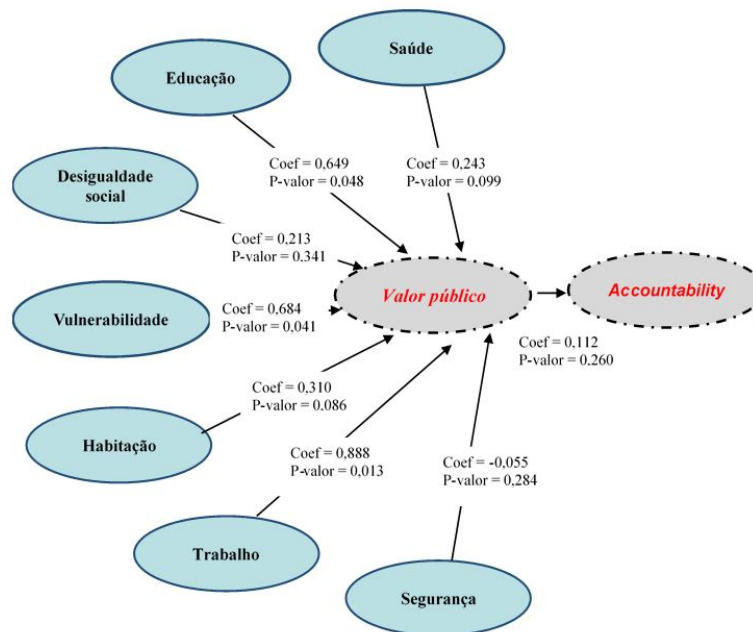 Saúde
Educação
Coef = 0,649
P-valor = 0,048
Coef = 0,243
P-valor = 0,099
Desigualdade
social
Coef = 0,213
P-valor = 0.341
Valor público
Accountability
Vulnerabilidade
Coef = 0,684
P-valor = 0,041
Coef = 0,112
P-valor = 0,260
Coef = 0,310
P-valor = 0.086
Habitação
Coef = 0,888
P-valor = 0,013
Coef = -0,055
P-valor = 0,284
Trabalho
Segurança